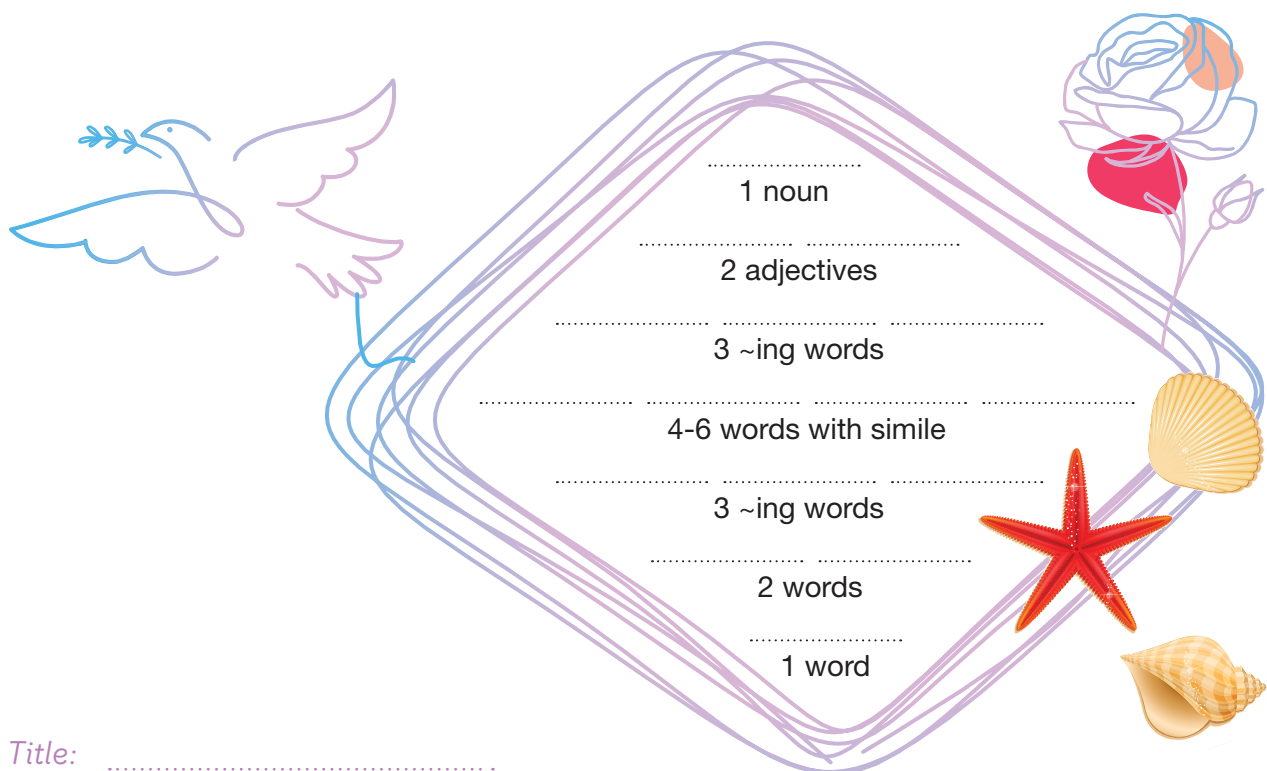 1 noun
2 adjectives
3 ~ing words
4-6 words with simile
3 ~ing words
2 words
1 word
Title: